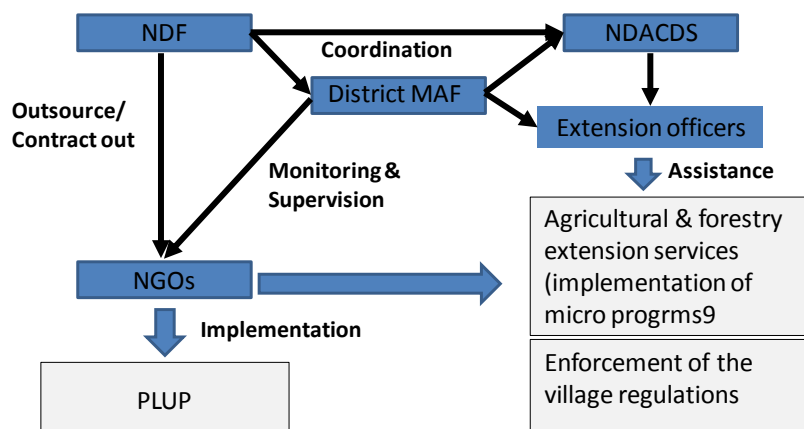 NDF
NDACDS
Coordination
District MAF
Outsource/
Contract out
Extension officers
Monitoring &
Supervision
Assistance
Agricultural & forestry
extension services
(implementation of
micro progrms9
NGOs
Implementation
Enforcement of the
village regulations
PLUP